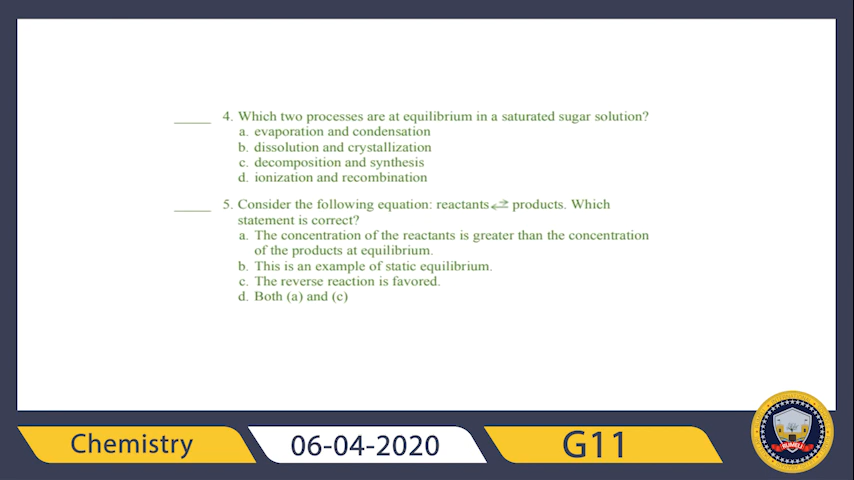 _____ 4. Which two processes are at equilibrium in a saturated sugar solution?
a. evaporation and condensation
b. dissolution and crystallization
c. decomposition and synthesis
d. ionization and recombination
_____ 5. Consider the following equation: reactants ⇄ products. Which
statement is correct?
a. The concentration of the reactants is greater than the concentration
of the products at equilibrium.
b. This is an example of static equilibrium.
c. The reverse reaction is favored.
d. Both (a) and (c)
Chemistry
06-04-2020
G11